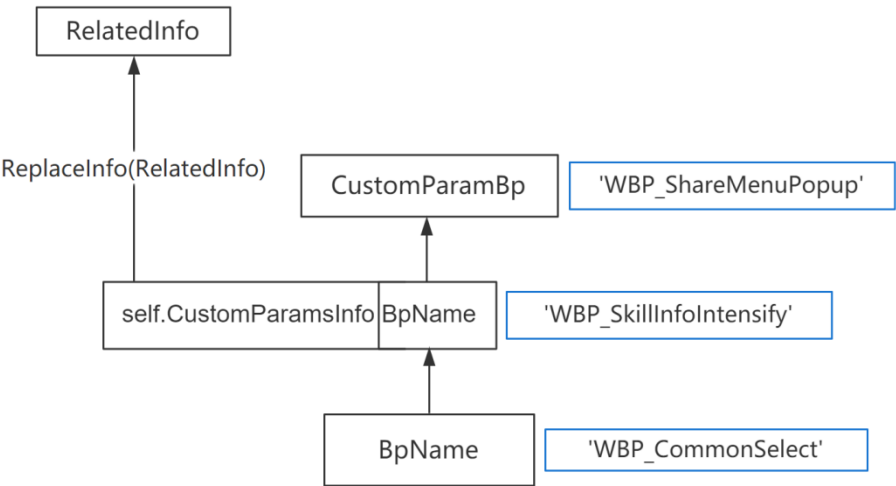 RelatedInfo
ReplaceInfo(RelatedInfo)
CustomParamBp
'WBP_ShareMenuPopup'
self.CustomParamsInfo
BpName
'WBP_SkillInfoIntensify'
BpName
'WBP_CommonSelect'